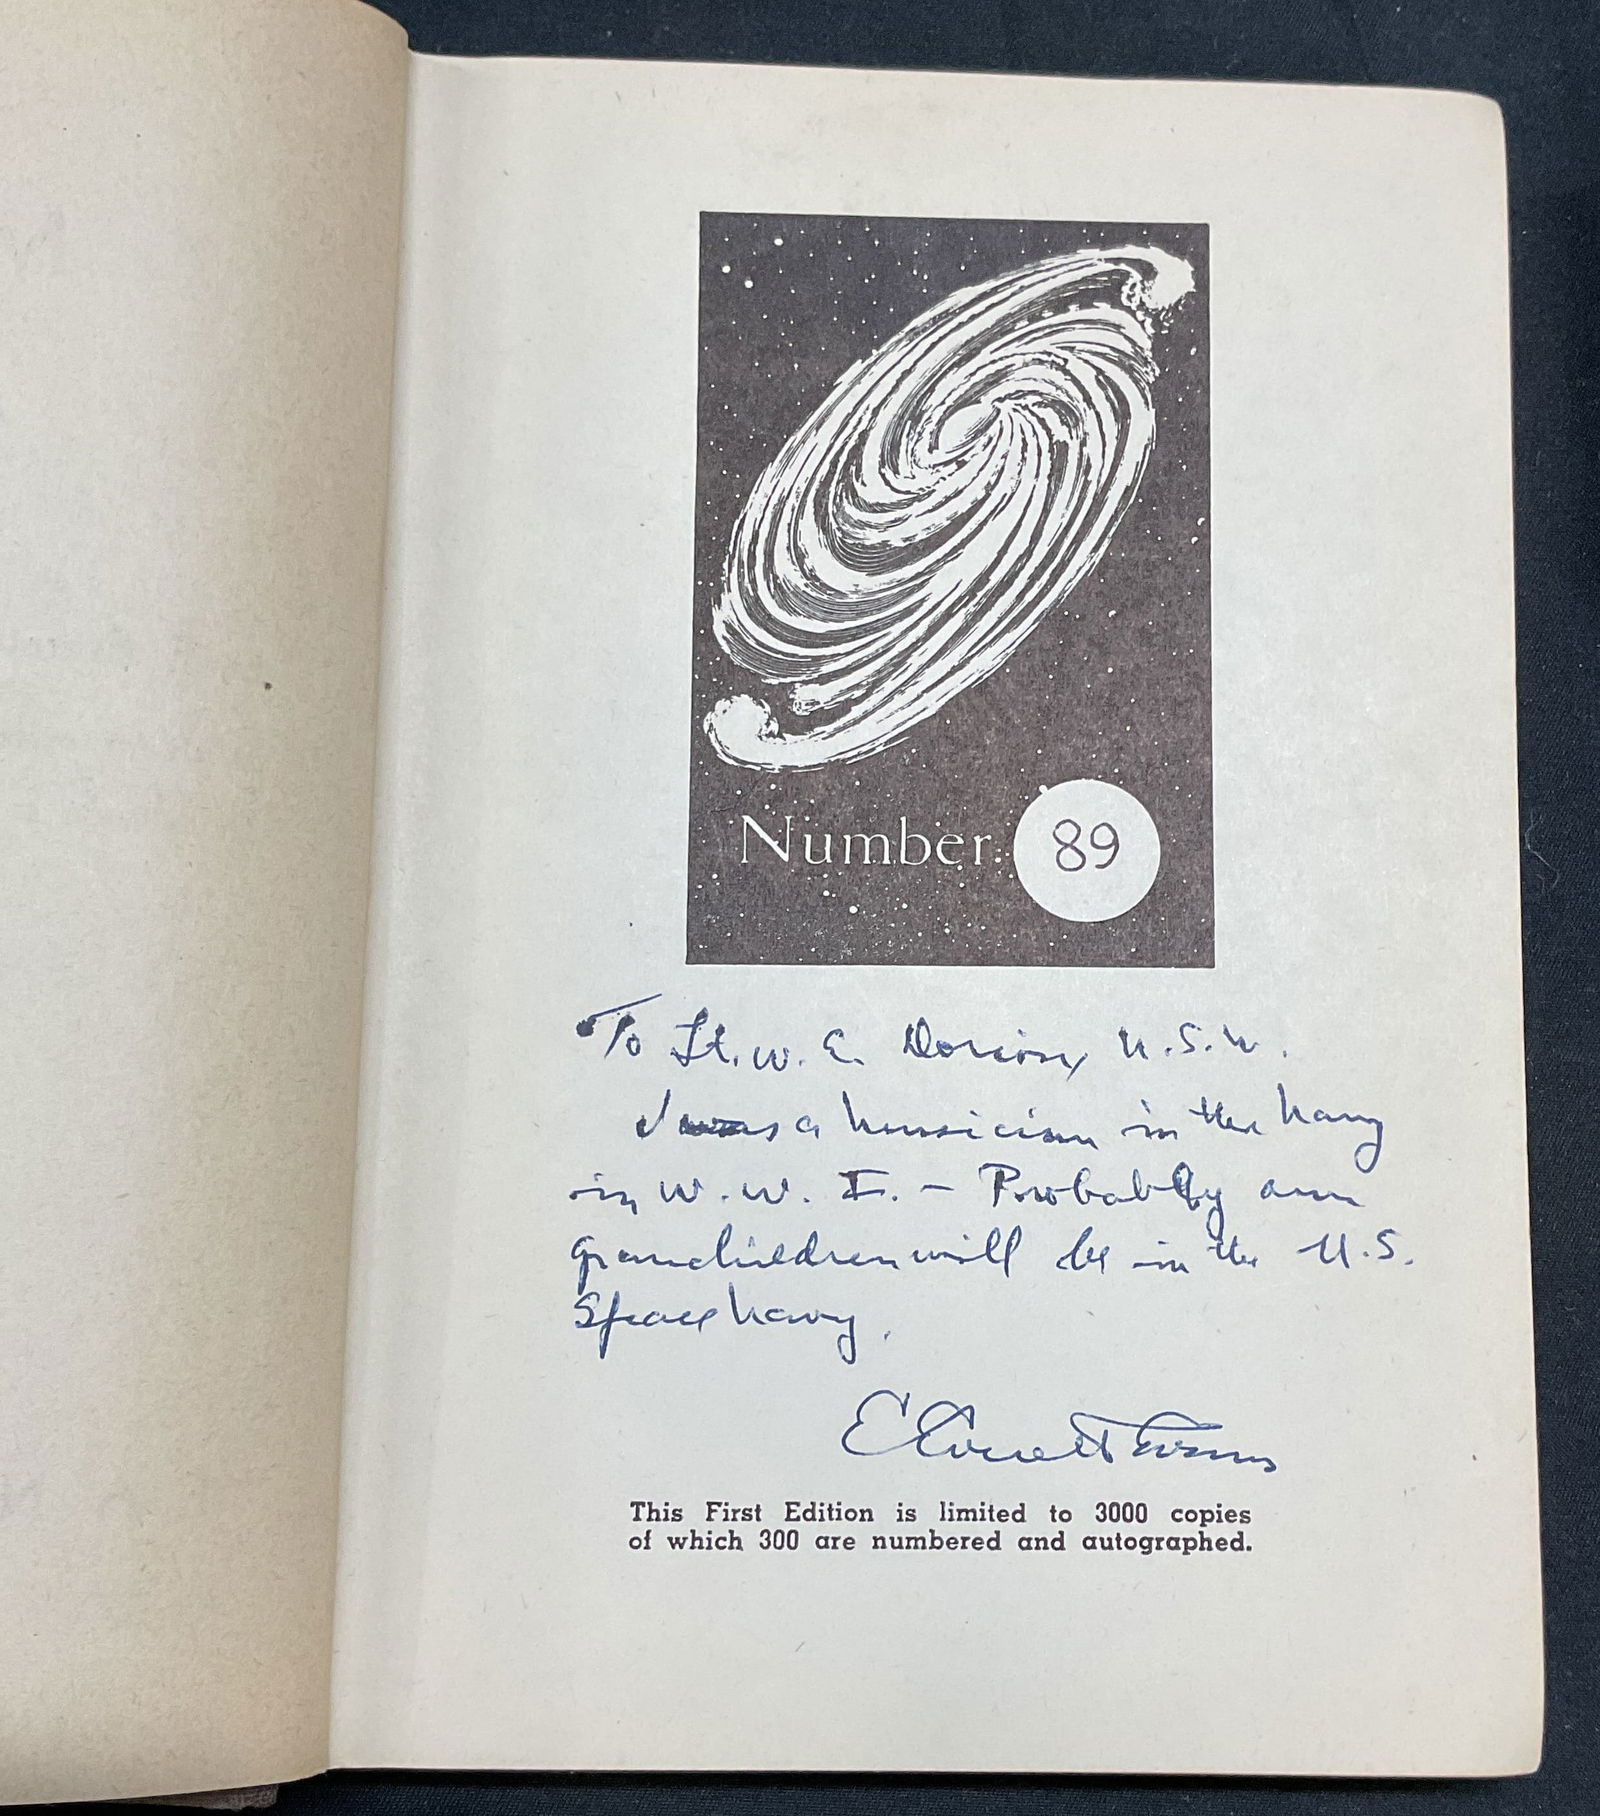 Number 89
To Lt. W. E. Dorion, U.S.N.
I was a musician in the Navy
in W. W. I. – Probably our
grandchildren will be in the U.S.
Space Navy.
E Everett Evans
This First Edition is limited to 3000 copies
of which 300 are numbered and autographed.